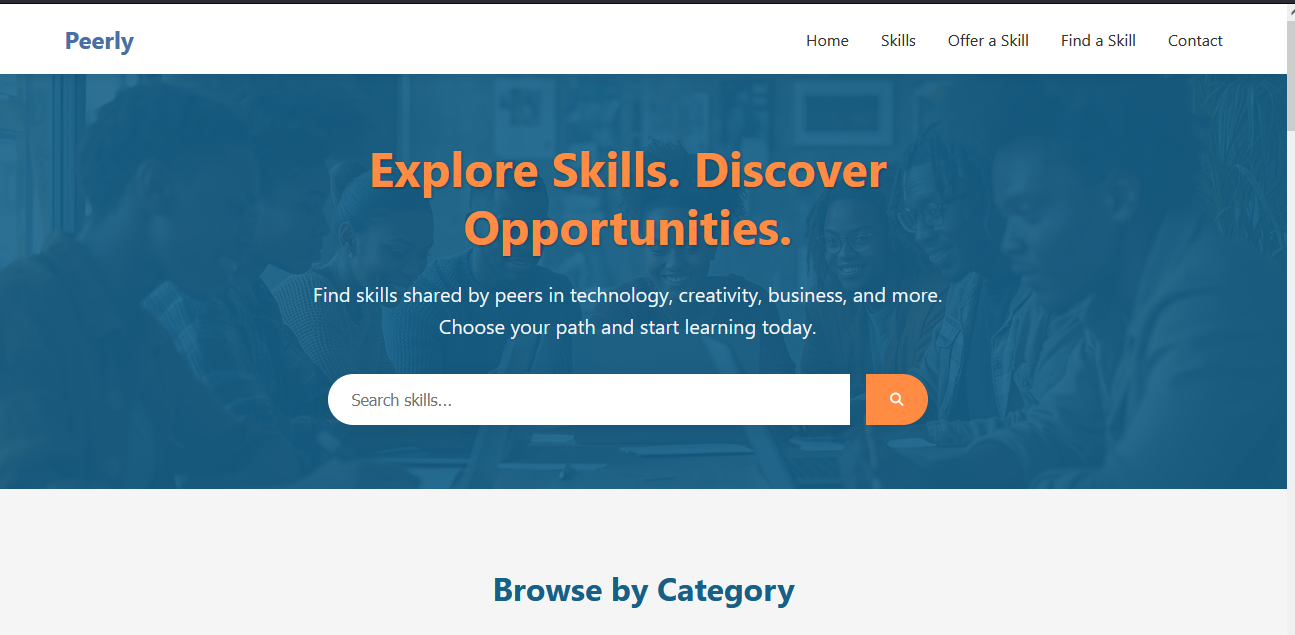 Peerly
Home Skills Offer a Skill Find a Skill Contact
Explore Skills. Discover
Opportunities.
Find skills shared by peers in technology, creativity, business, and more.
Choose your path and start learning today.
Search skills...
Browse by Category